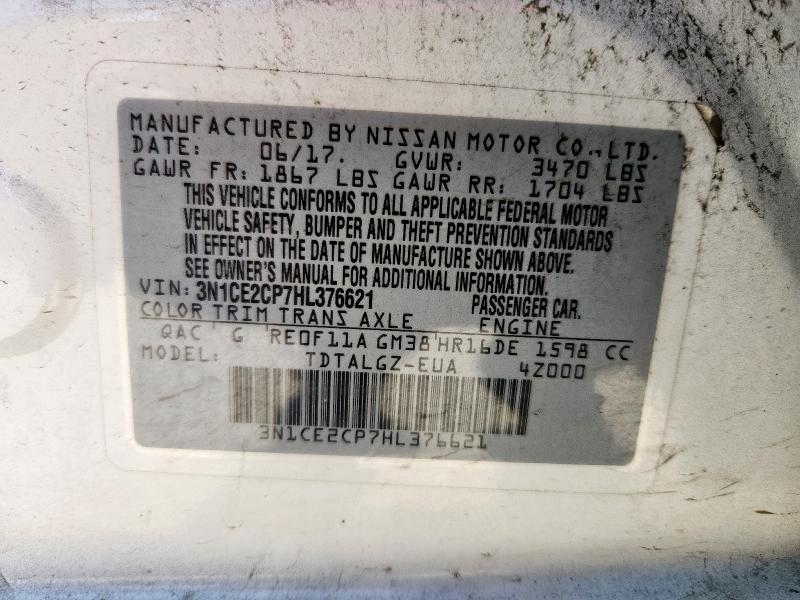 MANUFACTURED BY NISSAN MOTOR CO., LTD.
DATE: 06/17. GVWR: 3470 LBS
GAWR FR: 1867 LBS GAWR RR: 1704 LBS
THIS VEHICLE CONFORMS TO ALL APPLICABLE FEDERAL MOTOR
VEHICLE SAFETY, BUMPER AND THEFT PREVENTION STANDARDS
IN EFFECT ON THE DATE OF MANUFACTURE SHOWN ABOVE.
SEE OWNER'S MANUAL FOR ADDITIONAL INFORMATION.
VIN: 3N1CE2CP7HL376621 PASSENGER CAR.
COLOR TRIM TRANS AXLE ENGINE
QAC G RE0F11A GM38 HR16DE 1598 CC
MODEL: TDTALGZ-EUA 4Z000
3N1CE2CP7HL376621